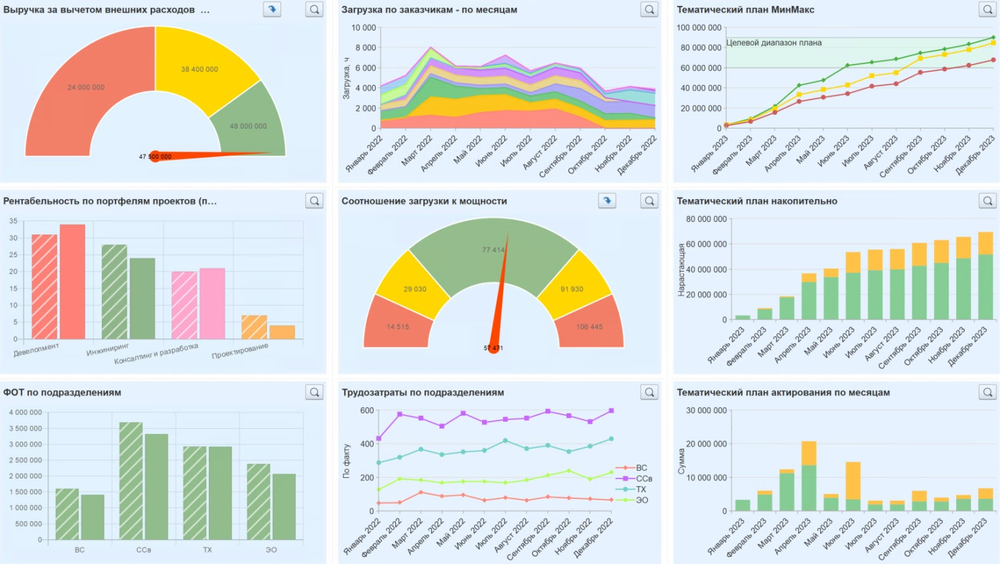 Выручка за вычетом внешних расходов ...
24 000 000
38 400 000
48 000 000
47 500 000
Загрузка по заказчикам - по месяцам
Загрузка, ч
10 000
8 000
6 000
4 000
2 000
0
Январь 2022
Февраль 2022
Март 2022
Апрель 2022
Май 2022
Июнь 2022
Июль 2022
Август 2022
Сентябрь 2022
Октябрь 2022
Ноябрь 2022
Декабрь 2022
Тематический план МинМакс
100 000 000
80 000 000
60 000 000
40 000 000
20 000 000
0
Целевой диапазон плана
Январь 2023
Февраль 2023
Март 2023
Апрель 2023
Май 2023
Июнь 2023
Июль 2023
Август 2023
Сентябрь 2023
Октябрь 2023
Ноябрь 2023
Декабрь 2023
Рентабельность по портфелям проектов (п...
35
30
25
20
15
10
5
0
Девелопмент
Инжиниринг
Консалтинг и разработка
Проектирование
Соотношение загрузки к мощности
14 515
29 030
77 414
91 930
106 445
57 471
Тематический план накопительно
Нарастающая
80 000 000
60 000 000
40 000 000
20 000 000
0
Январь 2023
Февраль 2023
Март 2023
Апрель 2023
Май 2023
Июнь 2023
Июль 2023
Август 2023
Сентябрь 2023
Октябрь 2023
Ноябрь 2023
Декабрь 2023
ФОТ по подразделениям
4 000 000
3 500 000
3 000 000
2 500 000
2 000 000
1 500 000
1 000 000
500 000
0
ВС
ССв
ТХ
ЭО
Трудозатраты по подразделениям
По факту
600
400
200
0
ВС
ССв
ТХ
ЭО
Январь 2022
Февраль 2022
Март 2022
Апрель 2022
Май 2022
Июнь 2022
Июль 2022
Август 2022
Сентябрь 2022
Октябрь 2022
Ноябрь 2022
Декабрь 2022
Тематический план актирования по месяцам
Сумма
30 000 000
20 000 000
10 000 000
0
Январь 2023
Февраль 2023
Март 2023
Апрель 2023
Май 2023
Июнь 2023
Июль 2023
Август 2023
Сентябрь 2023
Октябрь 2023
Ноябрь 2023
Декабрь 2023